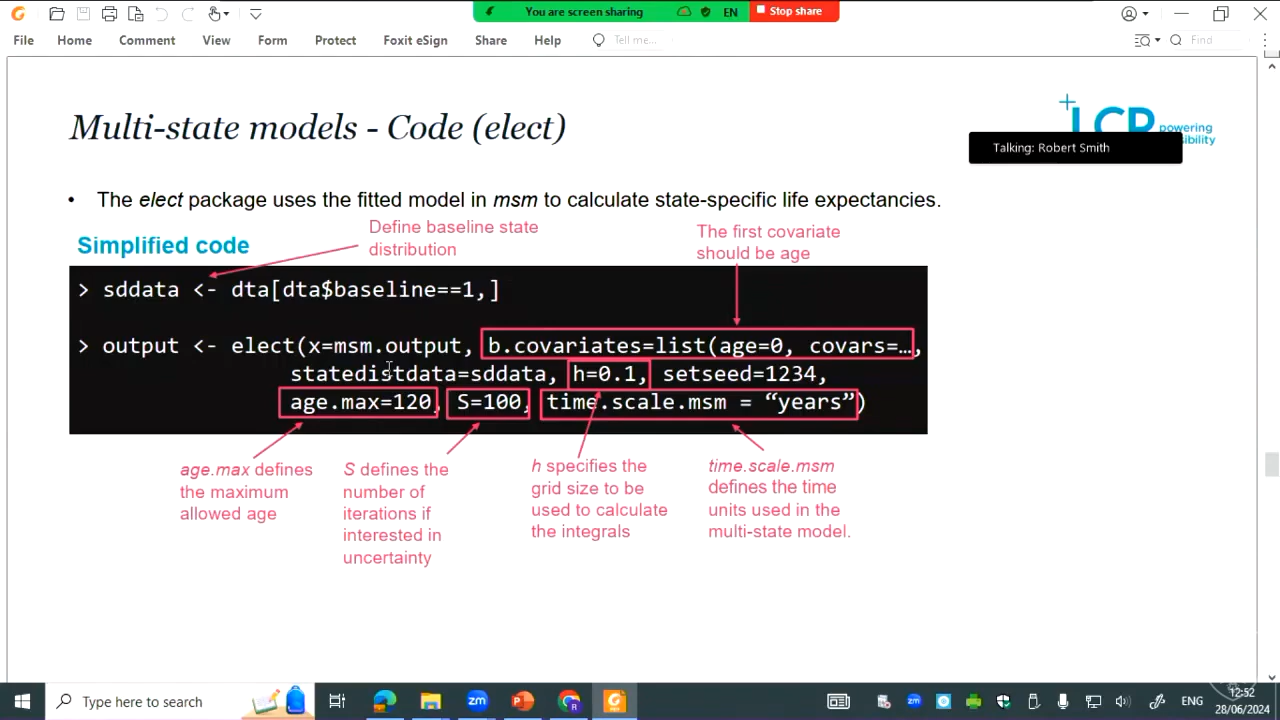 You are screen sharing
EN
Stop share
File Home Comment View Form Protect Foxit eSign Share Help Tell me... Find
Multi-state models - Code (elect)
LCP powering
Talking: Robert Smith
• The elect package uses the fitted model in msm to calculate state-specific life expectancies.
Simplified code
Define baseline state
distribution
The first covariate
should be age
> sddata <- dta[dta$baseline==1,]
> output <- elect(x=msm.output, b.covariates=list(age=0, covars=…,
statedistdata=sddata, h=0.1, setseed=1234,
age.max=120, S=100, time.scale.msm = “years”)
age.max defines
the maximum
allowed age
S defines the
number of
iterations if
interested in
uncertainty
h specifies the
grid size to be
used to calculate
the integrals
time.scale.msm
defines the time
units used in the
multi-state model.
Type here to search
zm
zm
ENG
12:52
28/06/2024